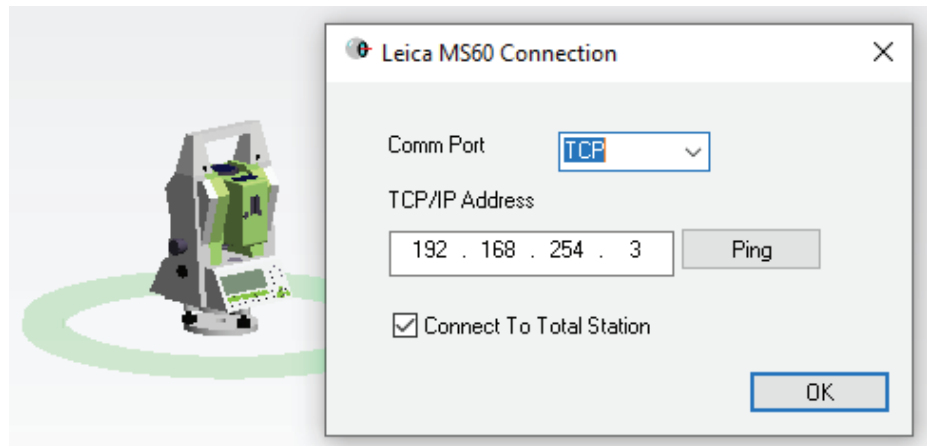 Leica MS60 Connection
Comm Port TCP
TCP/IP Address
192 . 168 . 254 . 3 Ping
Connect To Total Station
OK